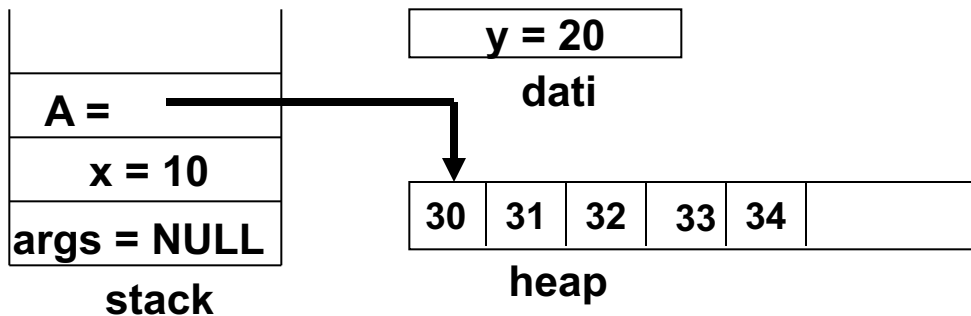 y = 20
dati
A =
x = 10
args = NULL
stack
30 31 32 33 34
heap